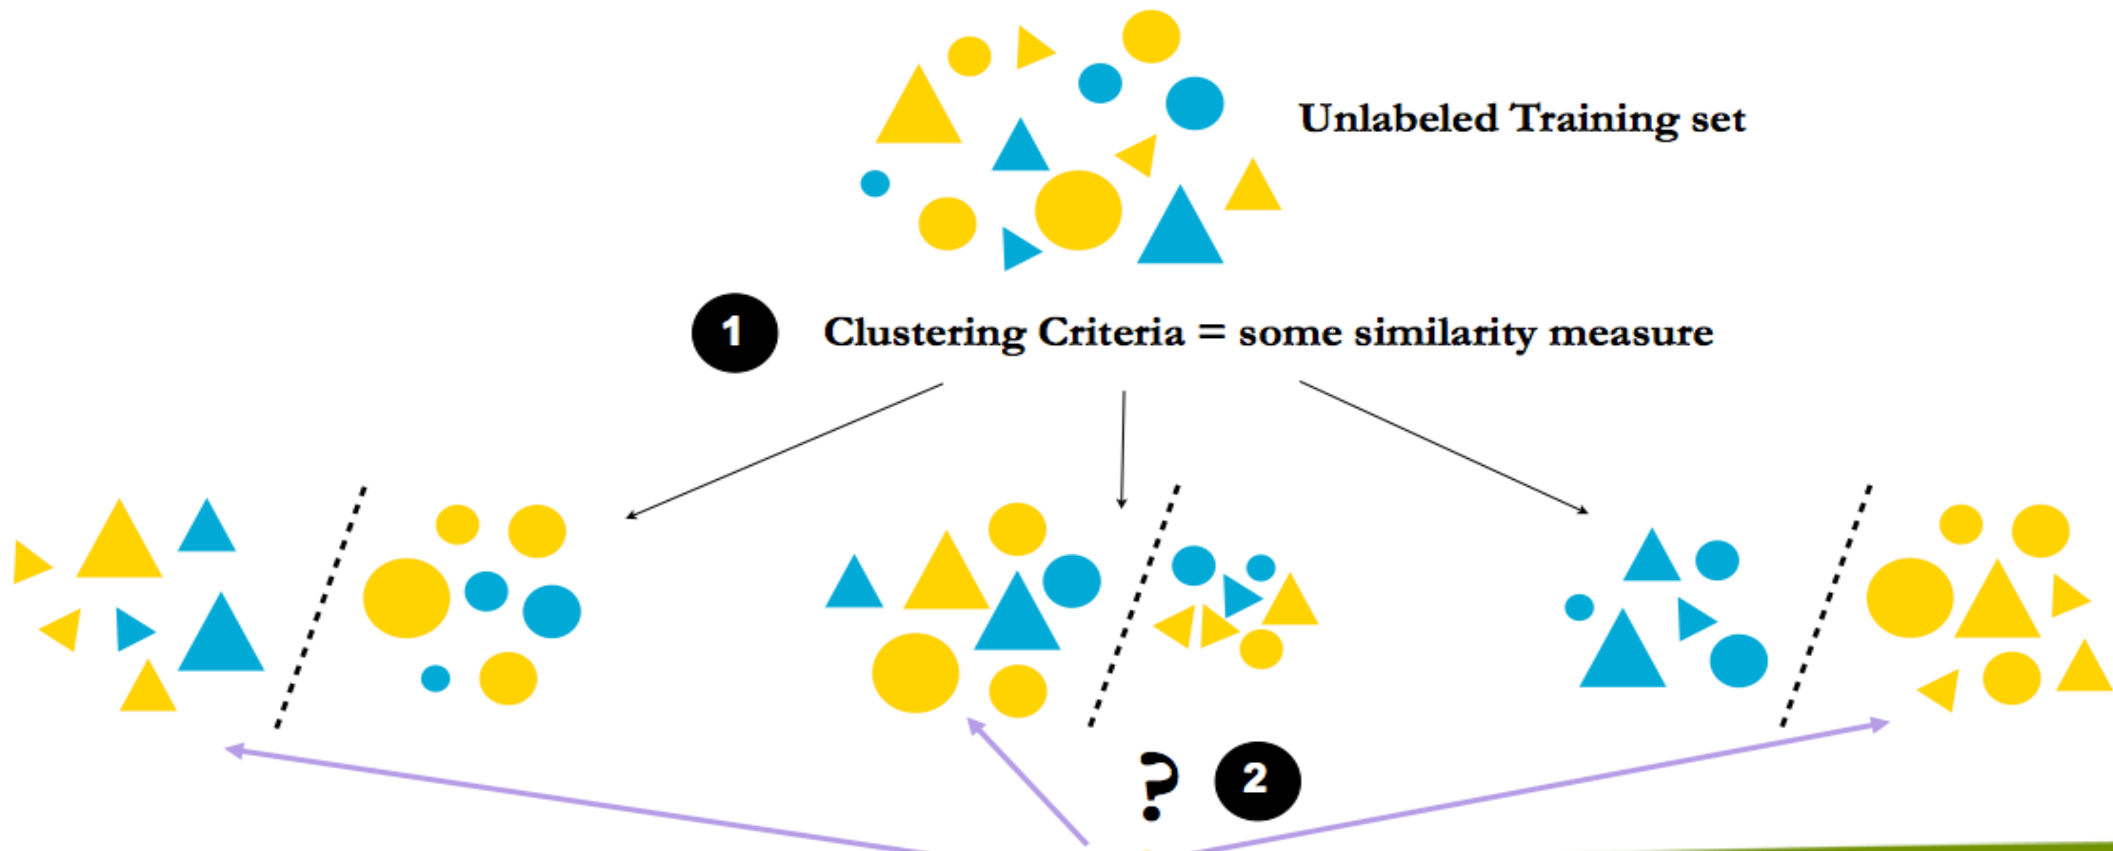 Unlabeled Training set
1 Clustering Criteria = some similarity measure
? 2